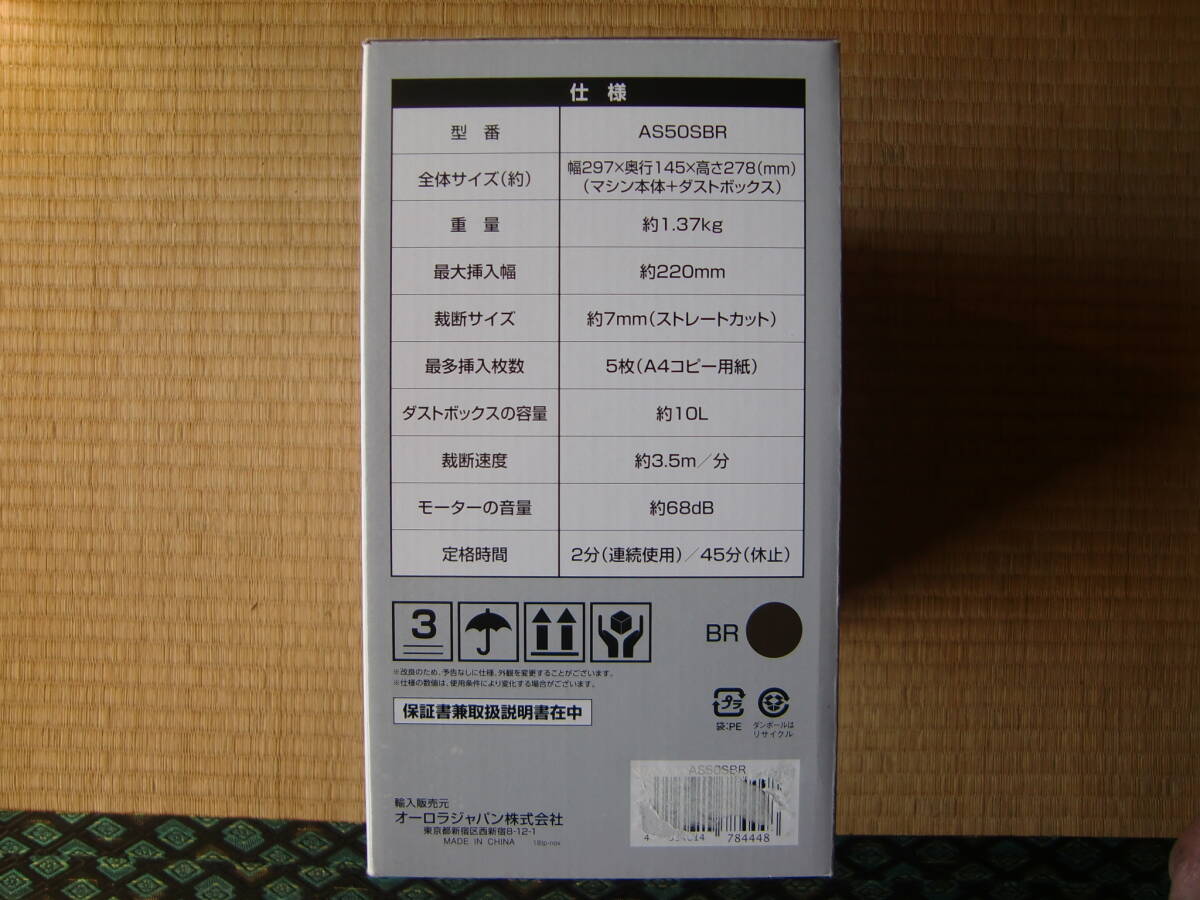 仕 様
型 番 AS50SBR
全体サイズ(約) 幅297×奥行145×高さ278(mm)
(マシン本体+ダストボックス)
重 量 約1.37kg
最大挿入幅 約220mm
裁断サイズ 約7mm(ストレートカット)
最多挿入枚数 5枚(A4コピー用紙)
ダストボックスの容量 約10L
裁断速度 約3.5m/分
モーターの音量 約68dB
定格時間 2分(連続使用)/45分(休止)
3
BR
※改良のため、予告なしに仕様、外観を変更することがございます。
※仕様の数値は、使用条件により変化する場合がございます。
保証書兼取扱説明書在中
プラ
袋:PE
ダンボールは
リサイクル
AS50SBR
784448
輸入販売元
オーロラジャパン株式会社
東京都新宿区西新宿8-12-1
MADE IN CHINA